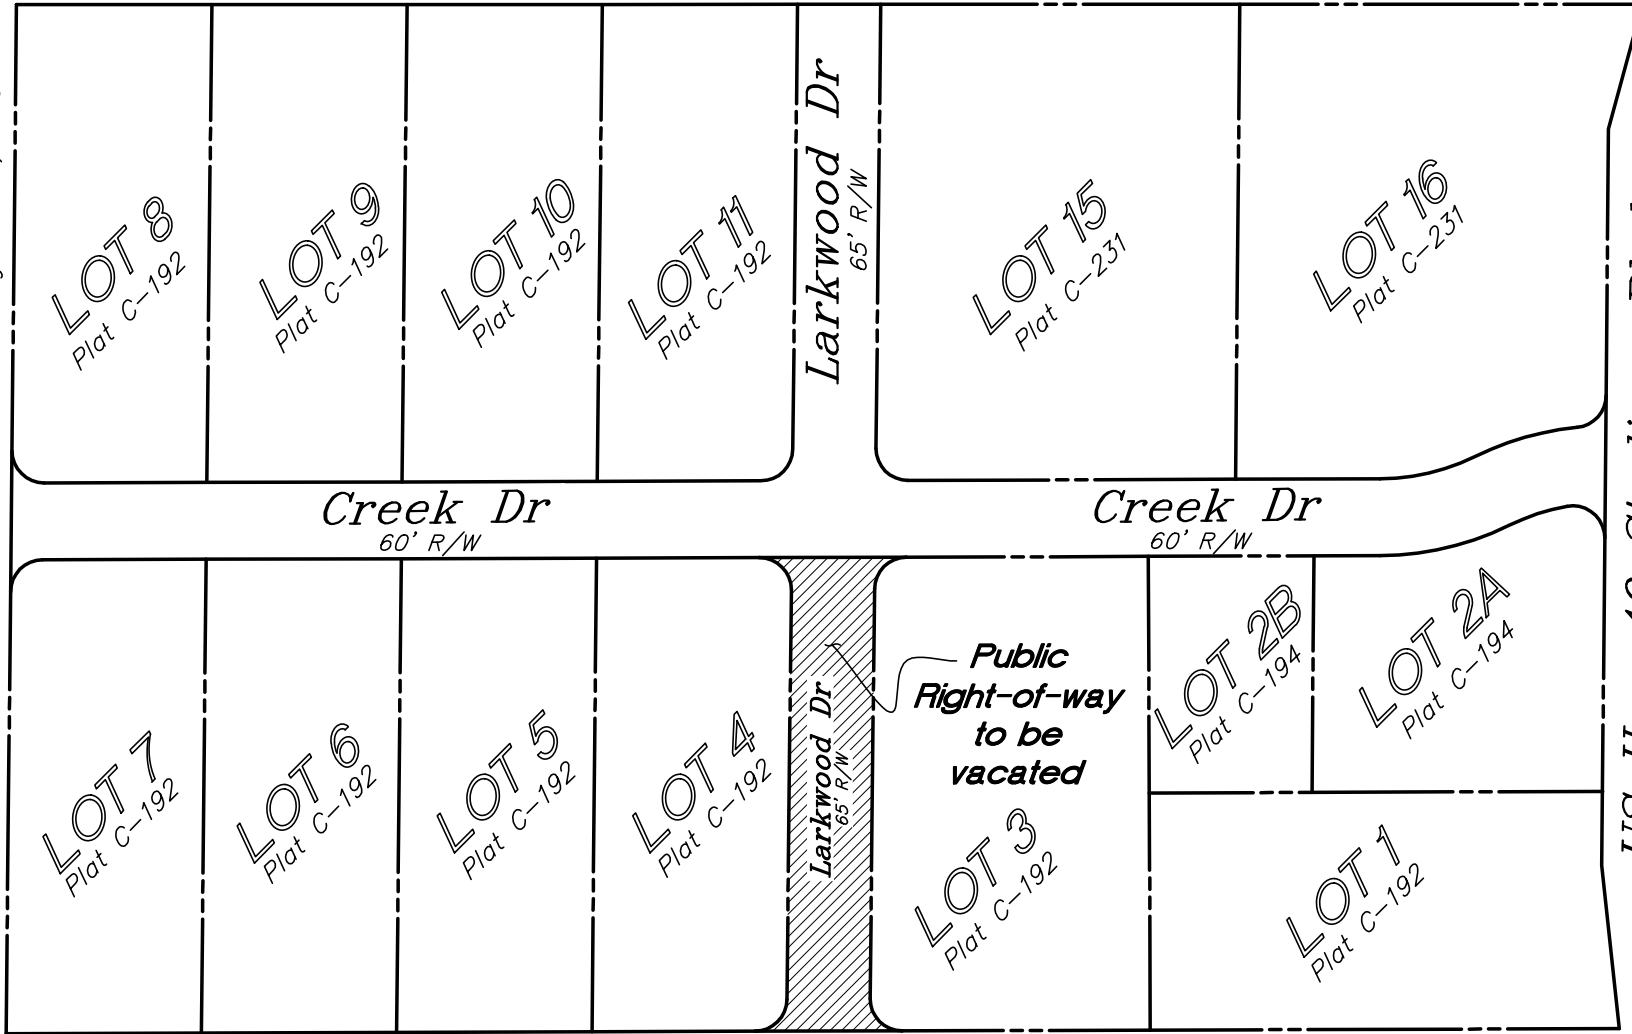 LOT 8
Plat C-192
LOT 9
Plat C-192
LOT 10
Plat C-192
LOT 11
Plat C-192
Larkwood Dr
65' R/W
LOT 15
Plat C-231
LOT 16
Plat C-231
Creek Dr
60' R/W
Creek Dr
60' R/W
LOT 7
Plat C-192
LOT 6
Plat C-192
LOT 5
Plat C-192
LOT 4
Plat C-192
Larkwood Dr
65' R/W
Public
Right-of-way
to be
vacated
LOT 3
Plat C-192
LOT 2B
Plat C-194
LOT 2A
Plat C-194
LOT 1
Plat C-192